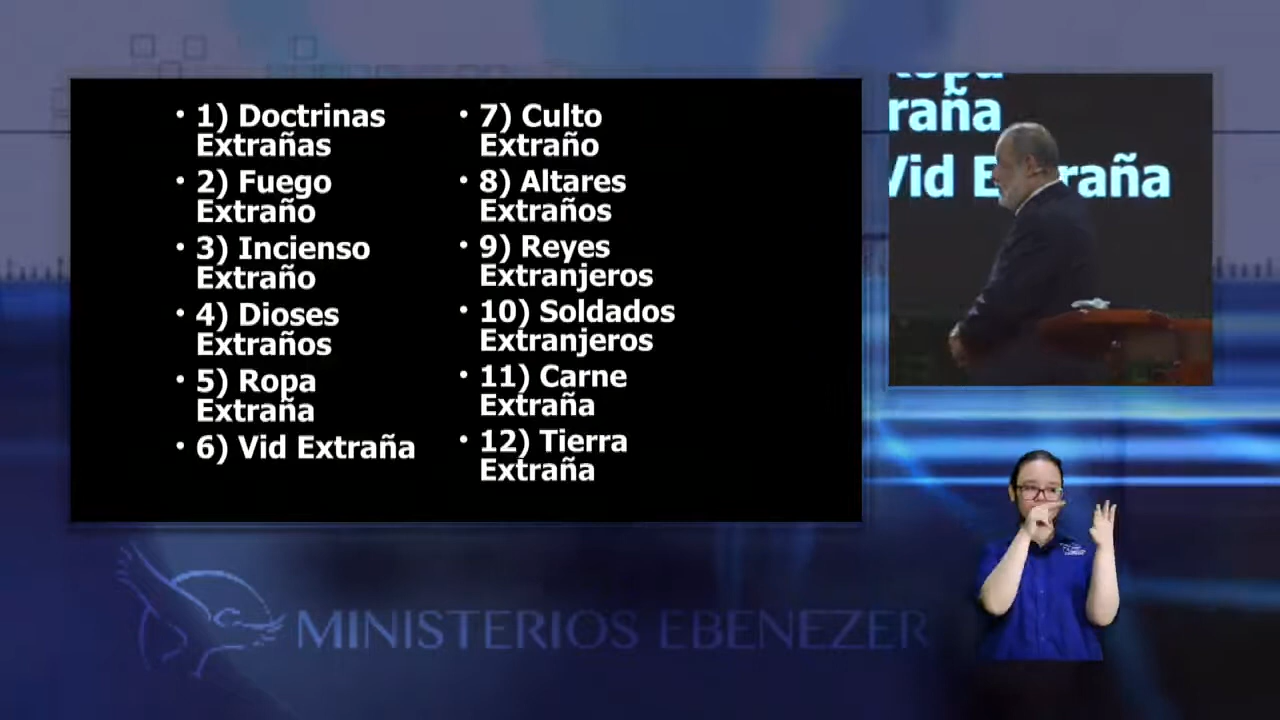 • 1) Doctrinas
Extrañas
• 2) Fuego
Extraño
• 3) Incienso
Extraño
• 4) Dioses
Extraños
• 5) Ropa
Extraña
• 6) Vid Extraña
• 7) Culto
Extraño
• 8) Altares
Extraños
• 9) Reyes
Extranjeros
• 10) Soldados
Extranjeros
• 11) Carne
Extraña
• 12) Tierra
Extraña
raña
Vid E raña
MINISTERIOS EBENEZER